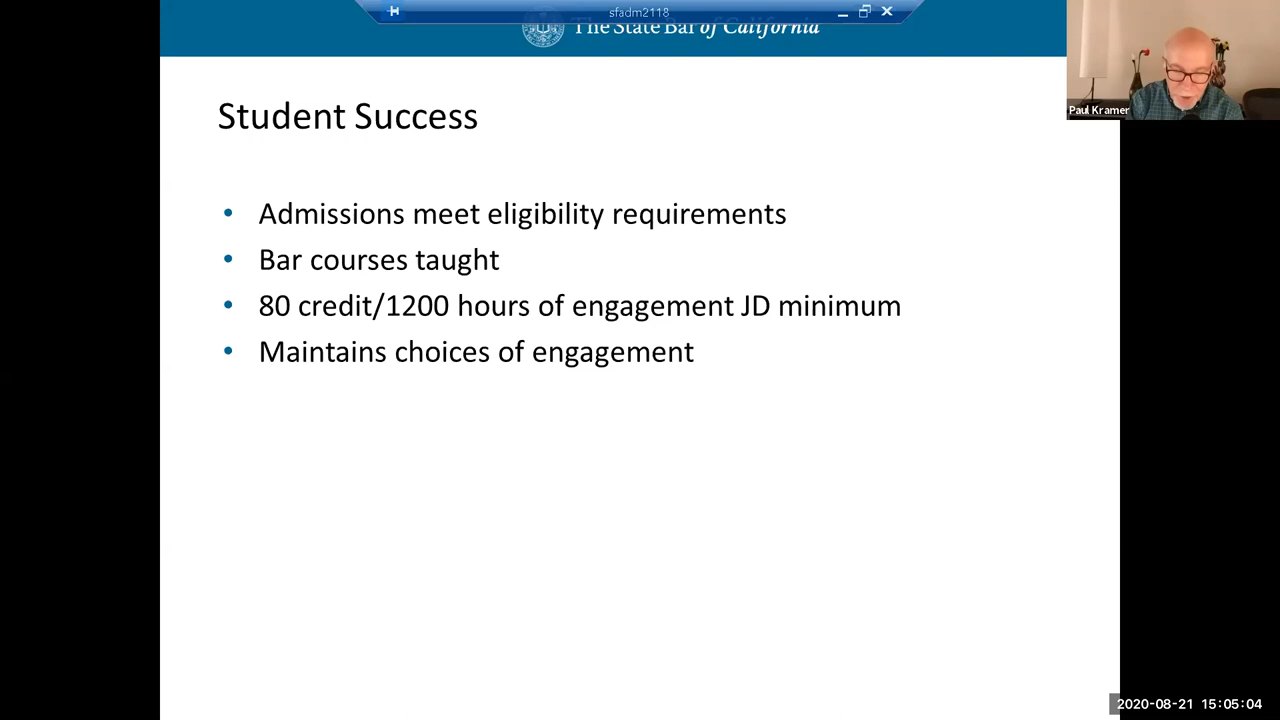 sfadm2118
The State Bar of California
Paul Kramer
Student Success
• Admissions meet eligibility requirements
• Bar courses taught
• 80 credit/1200 hours of engagement JD minimum
• Maintains choices of engagement
2020-08-21 15:05:04